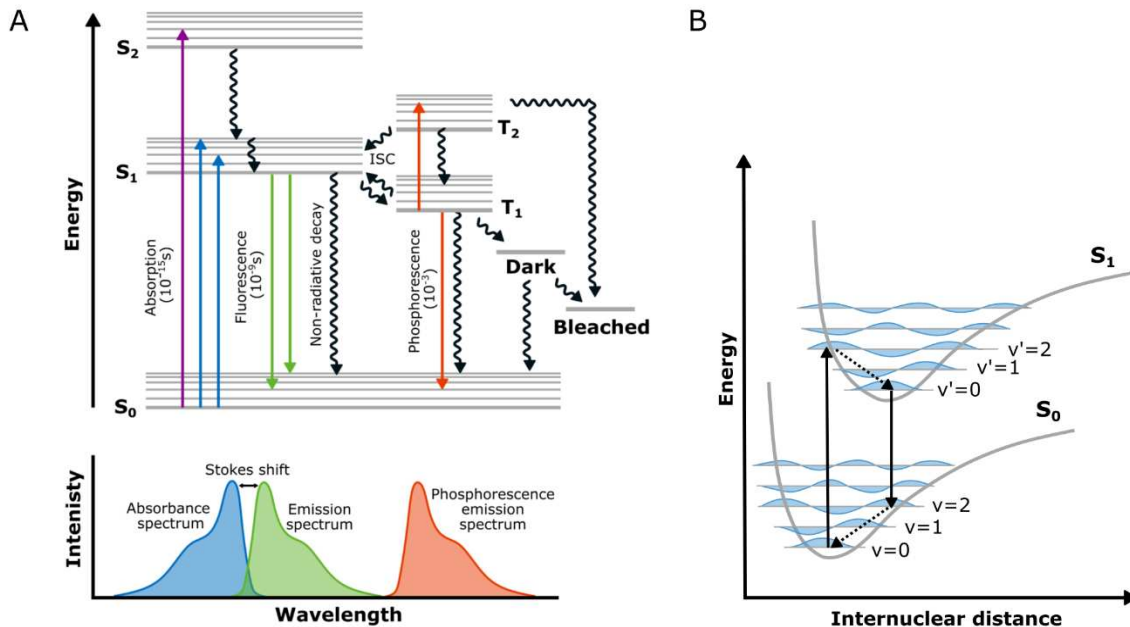 A
Energy
S2
S1
S0
Absorption
(10⁻¹⁵s)
Fluorescence
(10⁻⁹s)
Non-radiative decay
ISC
T2
T1
Phosphorescence
(10⁻³)
Dark
Bleached
Intenisty
Stokes shift
Absorbance
spectrum
Emission
spectrum
Phosphorescence
emission
spectrum
Wavelength
B
Energy
S1
v'=2
v'=1
v'=0
S0
v=2
v=1
v=0
Internuclear distance